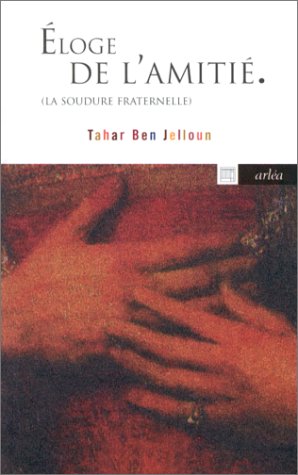 ÉLOGE
DE L'AMITIÉ.
(LA SOUDURE FRATERNELLE)
Tahar Ben Jelloun
arléa